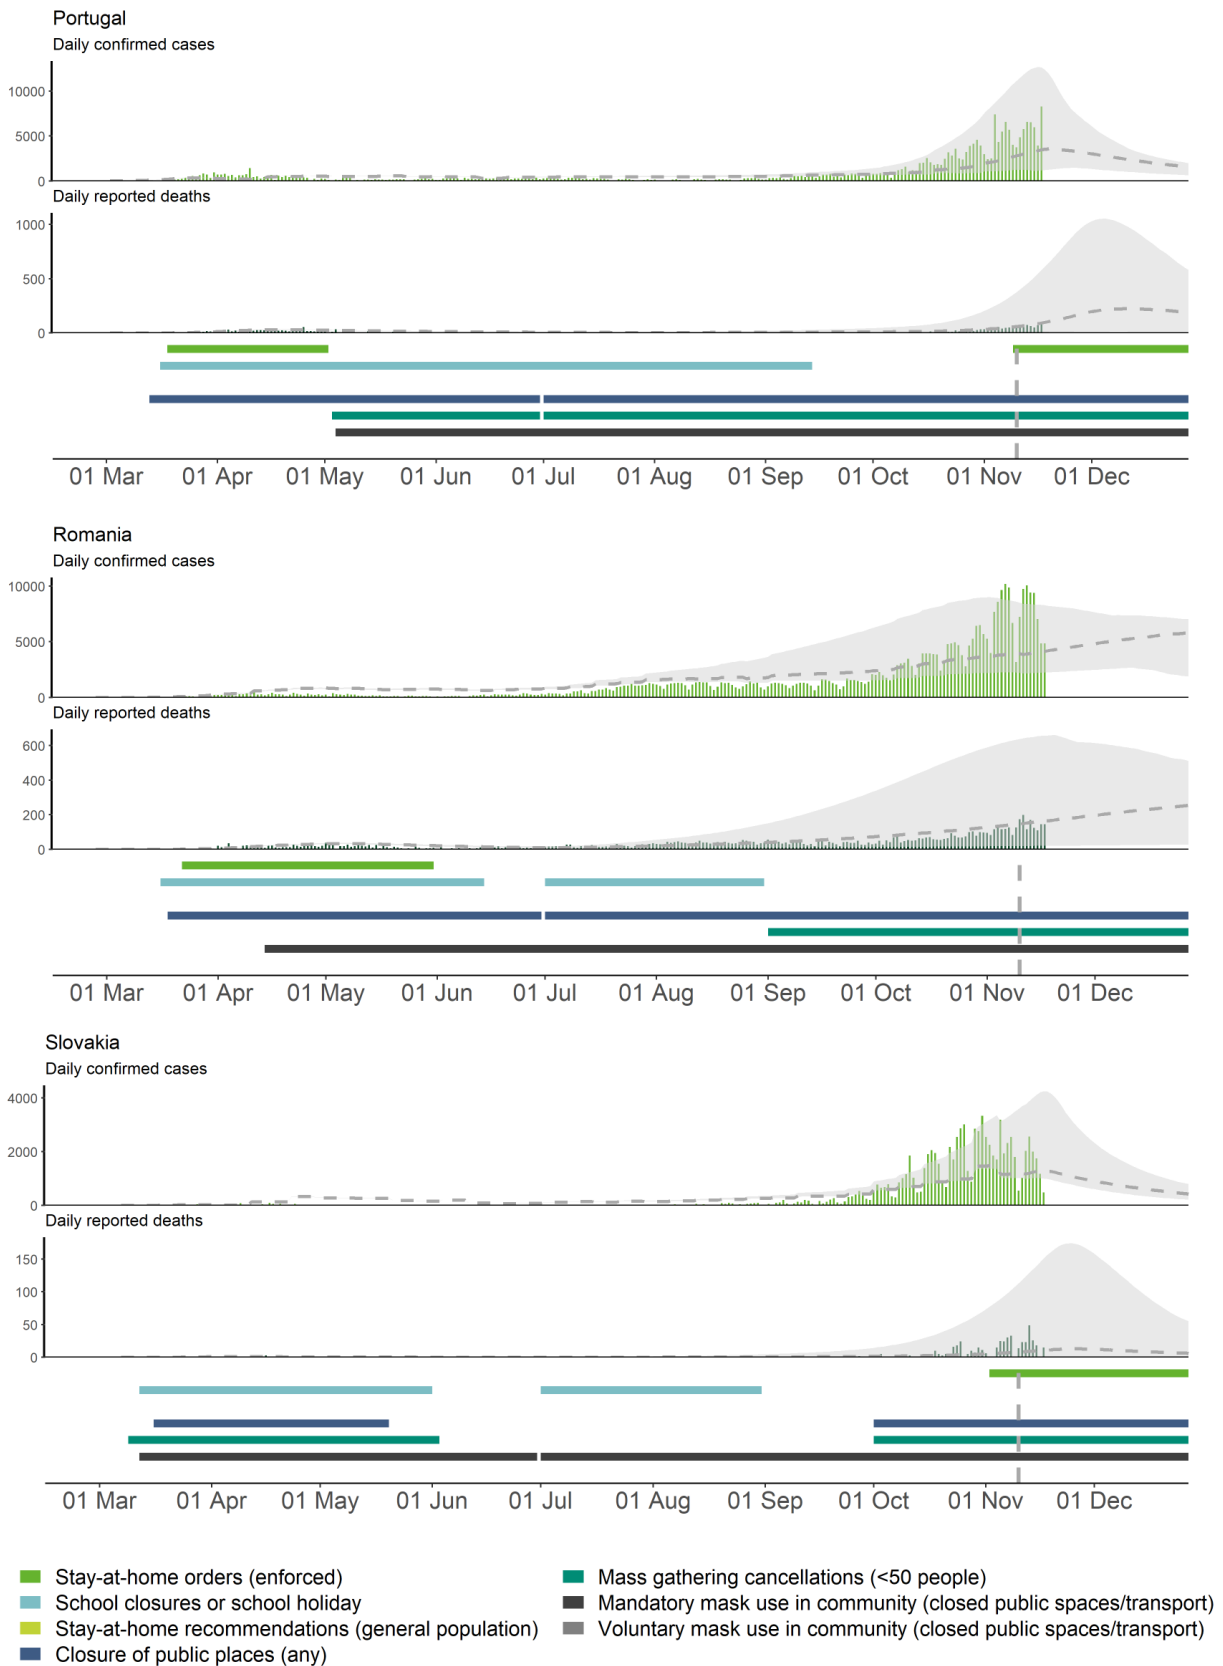 Portugal
Daily confirmed cases
10000
5000
0
Daily reported deaths
1000
500
0
01 Mar 01 Apr 01 May 01 Jun 01 Jul 01 Aug 01 Sep 01 Oct 01 Nov 01 Dec
Romania
Daily confirmed cases
10000
5000
0
Daily reported deaths
600
400
200
0
01 Mar 01 Apr 01 May 01 Jun 01 Jul 01 Aug 01 Sep 01 Oct 01 Nov 01 Dec
Slovakia
Daily confirmed cases
4000
2000
0
Daily reported deaths
150
100
50
0
01 Mar 01 Apr 01 May 01 Jun 01 Jul 01 Aug 01 Sep 01 Oct 01 Nov 01 Dec
Stay-at-home orders (enforced)
School closures or school holiday
Stay-at-home recommendations (general population)
Closure of public places (any)
Mass gathering cancellations (<50 people)
Mandatory mask use in community (closed public spaces/transport)
Voluntary mask use in community (closed public spaces/transport)